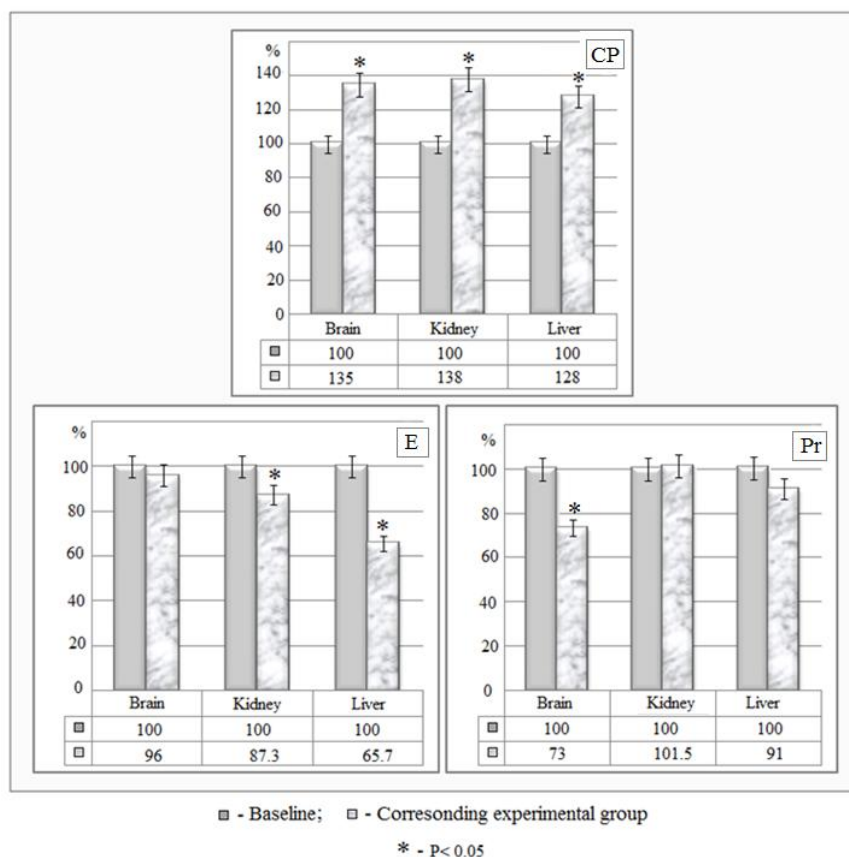 % CP
140
120
100
80
60
40
20
0
* * *
Brain Kidney Liver
100 100 100
135 138 128
% E
100
80
60
40
20
0
* *
Brain Kidney Liver
100 100 100
96 87.3 65.7
% Pr
100
80
60
40
20
0
*
Brain Kidney Liver
100 100 100
73 101.5 91
- Baseline; - Corresonding experimental group
* - P< 0.05